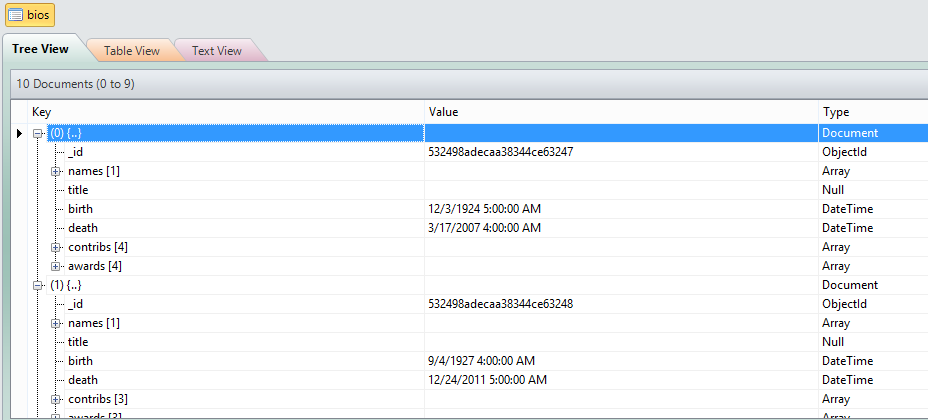 bios
Tree View Table View Text View
10 Documents (0 to 9)
Key Value Type
(0) {..} Document
_id 532498adecaa38344ce63247 ObjectId
names [1] Array
title Null
birth 12/3/1924 5:00:00 AM DateTime
death 3/17/2007 4:00:00 AM DateTime
contribs [4] Array
awards [4] Array
(1) {..} Document
_id 532498adecaa38344ce63248 ObjectId
names [1] Array
title Null
birth 9/4/1927 4:00:00 AM DateTime
death 12/24/2011 5:00:00 AM DateTime
contribs [3] Array
awards [3] Array